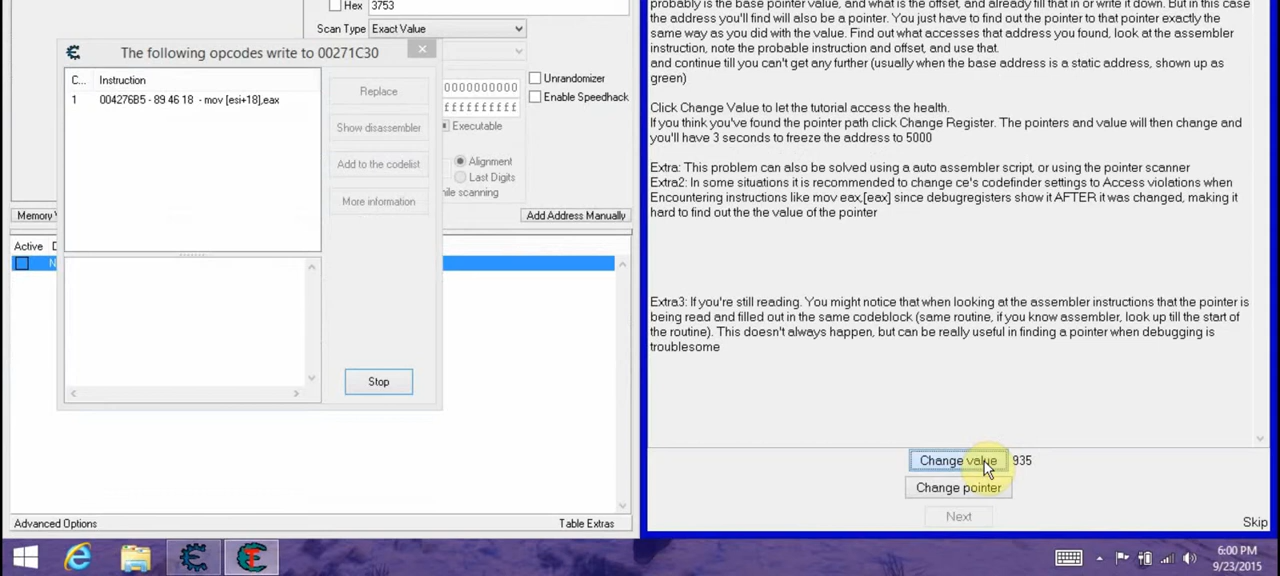 Hex 3753
Scan Type Exact Value
The following opcodes write to 00271C30
C... Instruction
1 004276B5 - 89 46 18 - mov [esi+18],eax
Replace
Show disassembler
Add to the codelist
More information
Stop
0000000000
ffffffffff
Unrandomizer
Enable Speedhack
Executable
Alignment
Last Digits
ile scanning
Memory V
Add Address Manually
Active D
N
Advanced Options
Table Extras
probably is the base pointer value, and what is the offset, and already fill that in or write it down. But in this case
the address you'll find will also be a pointer. You just have to find out the pointer to that pointer exactly the
same way as you did with the value. Find out what accesses that address you found, look at the assembler
instruction, note the probable instruction and offset, and use that.
and continue till you can't get any further (usually when the base address is a static address, shown up as
green)
Click Change Value to let the tutorial access the health.
If you think you've found the pointer path click Change Register. The pointers and value will then change and
you'll have 3 seconds to freeze the address to 5000
Extra: This problem can also be solved using a auto assembler script, or using the pointer scanner
Extra2: In some situations it is recommended to change ce's codefinder settings to Access violations when
Encountering instructions like mov eax,[eax] since debugregisters show it AFTER it was changed, making it
hard to find out the the value of the pointer
Extra3: If you're still reading. You might notice that when looking at the assembler instructions that the pointer is
being read and filled out in the same codeblock (same routine, if you know assembler, look up till the start of
the routine). This doesn't always happen, but can be really useful in finding a pointer when debugging is
troublesome
Change value 935
Change pointer
Next
Skip
6:00 PM
9/23/2015